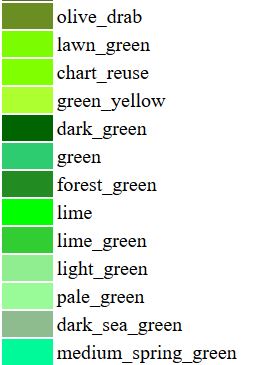 olive_drab
lawn_green
chart_reuse
green_yellow
dark_green
green
forest_green
lime
lime_green
light_green
pale_green
dark_sea_green
medium_spring_green